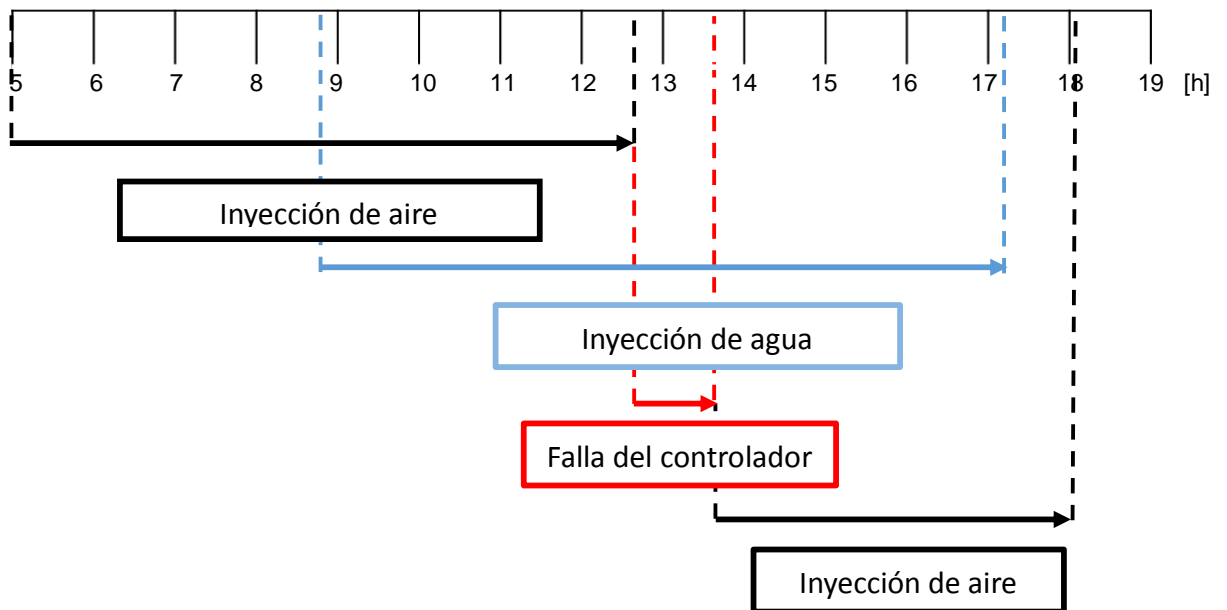 5 6 7 8 9 10 11 12 13 14 15 16 17 18 19 [h]
Inyección de aire
Inyección de agua
Falla del controlador
Inyección de aire